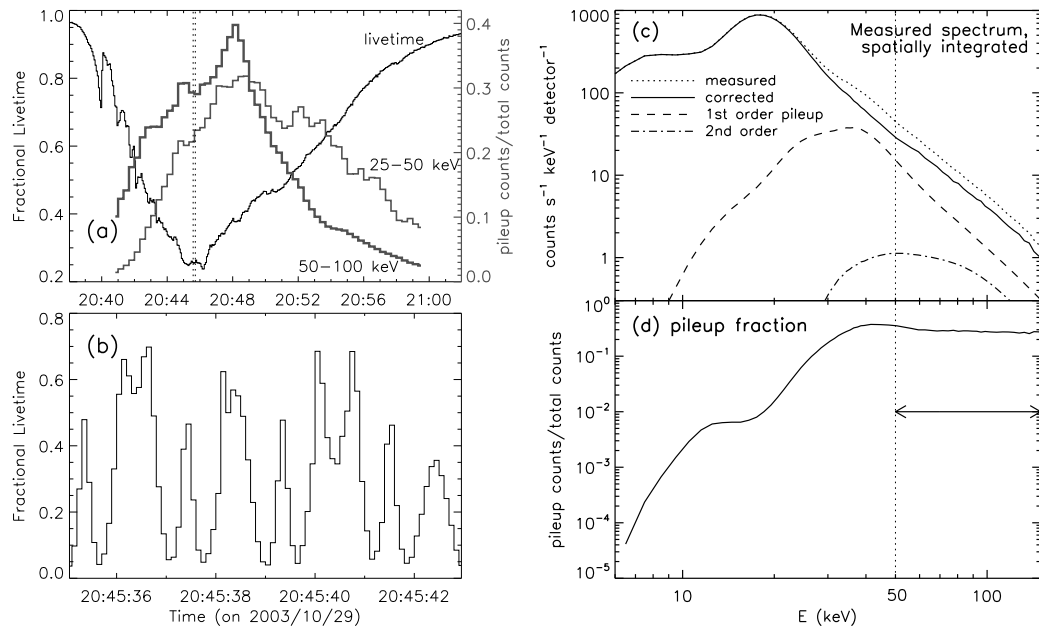 1.0
0.8
0.6
0.4
0.2
Fractional Livetime
livetime
25−50 keV
50−100 keV
(a)
0.4
0.3
0.2
0.1
0.0
pileup counts/total counts
20:40 20:44 20:48 20:52 20:56 21:00
(b)
0.8
0.6
0.4
0.2
0.0
Fractional Livetime
20:45:36 20:45:38 20:45:40 20:45:42
Time (on 2003/10/29)
(c)
Measured spectrum,
spatially integrated
1000
100
10
1
counts s⁻¹ keV⁻¹ detector⁻¹
measured
corrected
1st order pileup
2nd order
(d) pileup fraction
10⁰
10⁻¹
10⁻²
10⁻³
10⁻⁴
10⁻⁵
pileup counts/total counts
10 100
E (keV)